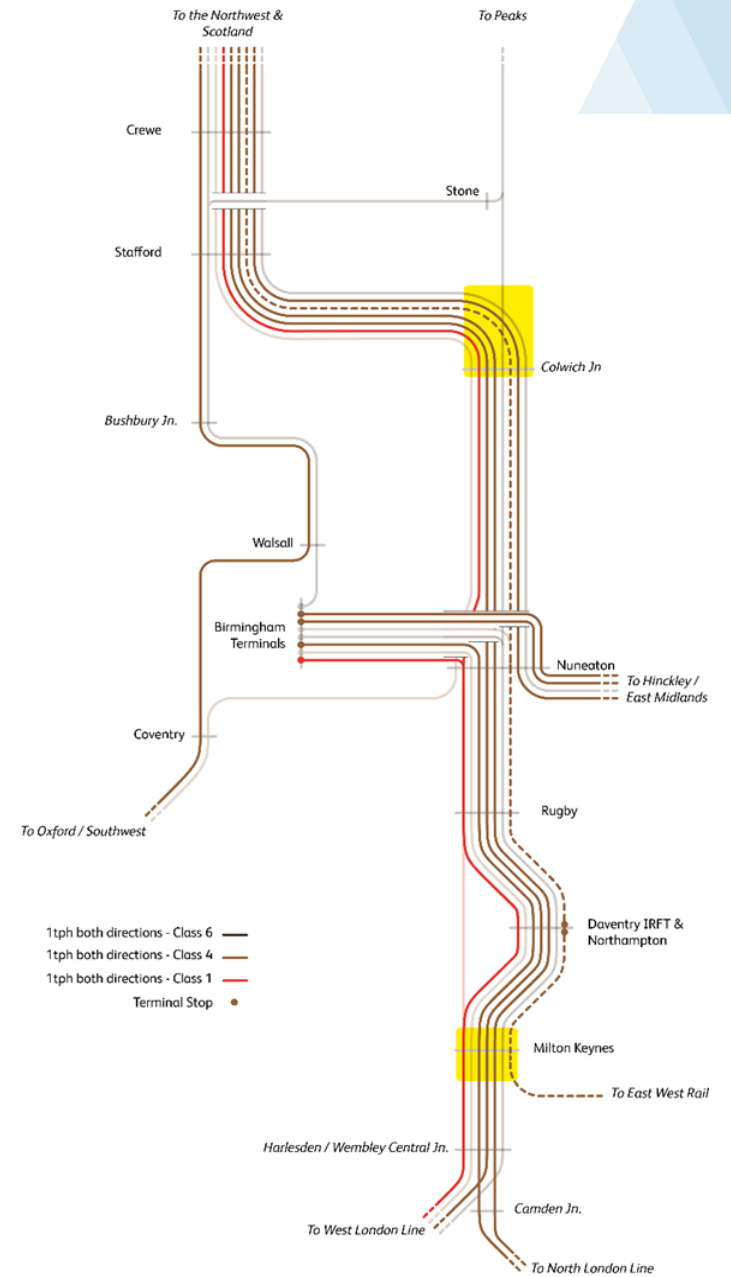 To the Northwest &
Scotland
To Peaks
Crewe
Stone
Stafford
Colwich Jn
Bushbury Jn.
Walsall
Birmingham
Terminals
Nuneaton
To Hinckley /
East Midlands
Coventry
Rugby
To Oxford / Southwest
Daventry IRFT &
Northampton
1tph both directions - Class 6
1tph both directions - Class 4
1tph both directions - Class 1
Terminal Stop
Milton Keynes
To East West Rail
Harlesden / Wembley Central Jn.
Camden Jn.
To West London Line
To North London Line